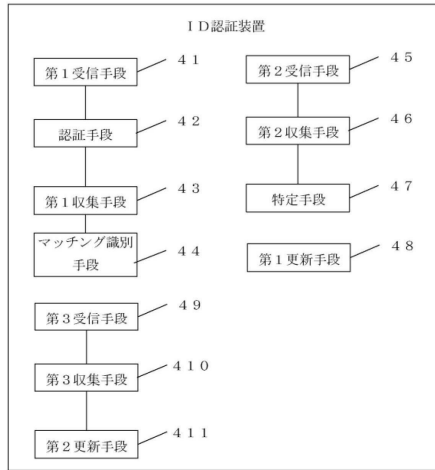 ＩＤ認証装置
第１受信手段
４１
認証手段
４２
第１収集手段
４３
マッチング識別
手段
４４
第２受信手段
４５
第２収集手段
４６
特定手段
４７
第１更新手段
４８
第３受信手段
４９
第３収集手段
４１０
第２更新手段
４１１